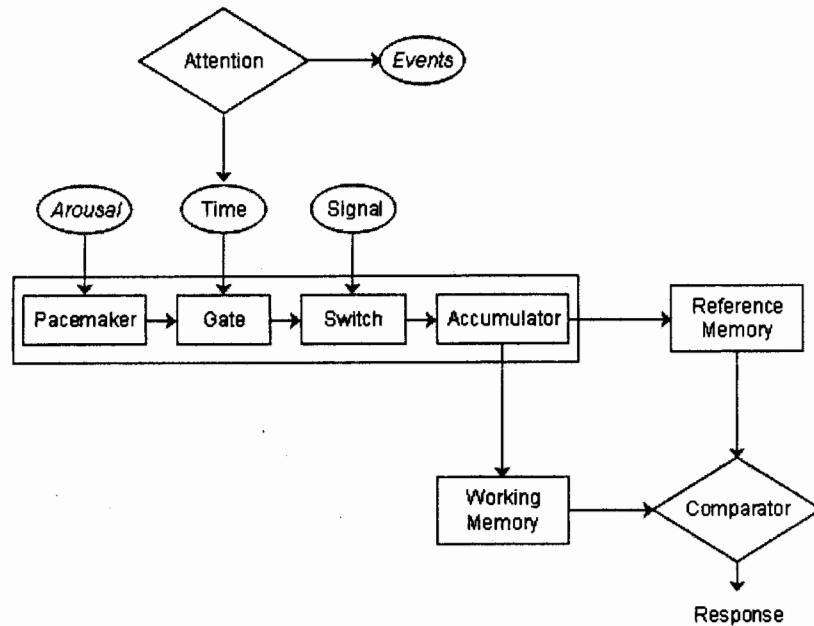 Attention
Events
Arousal
Time
Signal
Pacemaker
Gate
Switch
Accumulator
Reference
Memory
Working
Memory
Comparator
Response